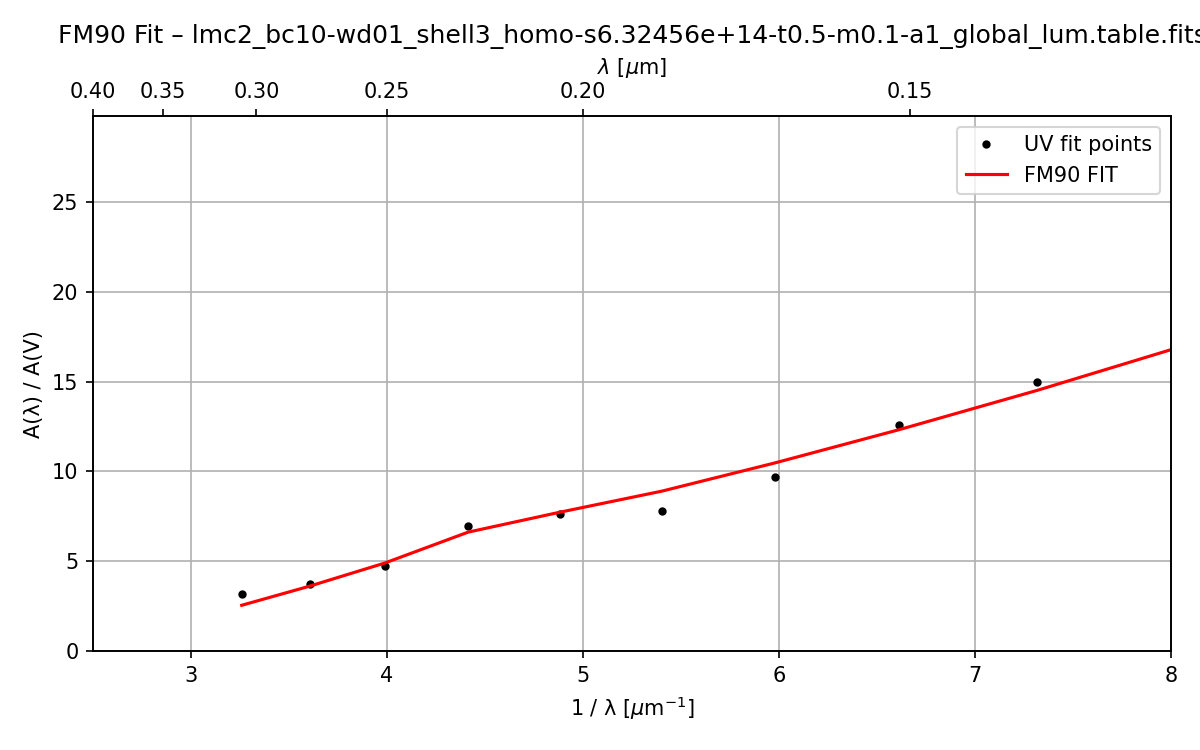 FM90 Fit – lmc2_bc10-wd01_shell3_homo-s6.32456e+14-t0.5-m0.1-a1_global_lum.table.fits
λ [μm]
0.40 0.35 0.30 0.25 0.20 0.15
UV fit points
FM90 FIT
25
20
15
10
5
0
A(λ) / A(V)
3 4 5 6 7 8
1 / λ [μm⁻¹]